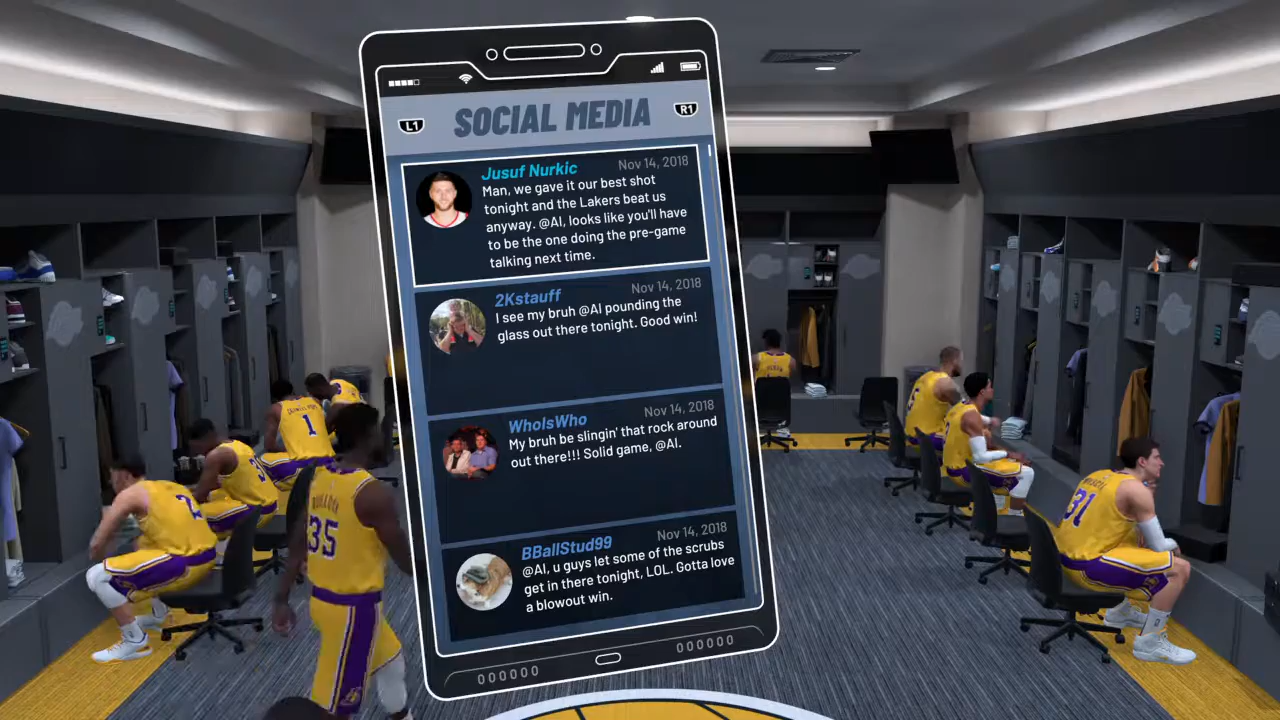 L1
SOCIAL MEDIA
R1
Jusuf Nurkic
Nov 14, 2018
Man, we gave it our best shot
tonight and the Lakers beat us
anyway. @AI, looks like you'll have
to be the one doing the pre-game
talking next time.
2Kstauff
Nov 14, 2018
I see my bruh @AI pounding the
glass out there tonight. Good win!
WhoIsWho
Nov 14, 2018
My bruh be slingin' that rock around
out there!!! Solid game, @AI.
BBallStud99
Nov 14, 2018
@AI, u guys let some of the scrubs
get in there tonight, LOL. Gotta love
a blowout win.
1
2
35
31